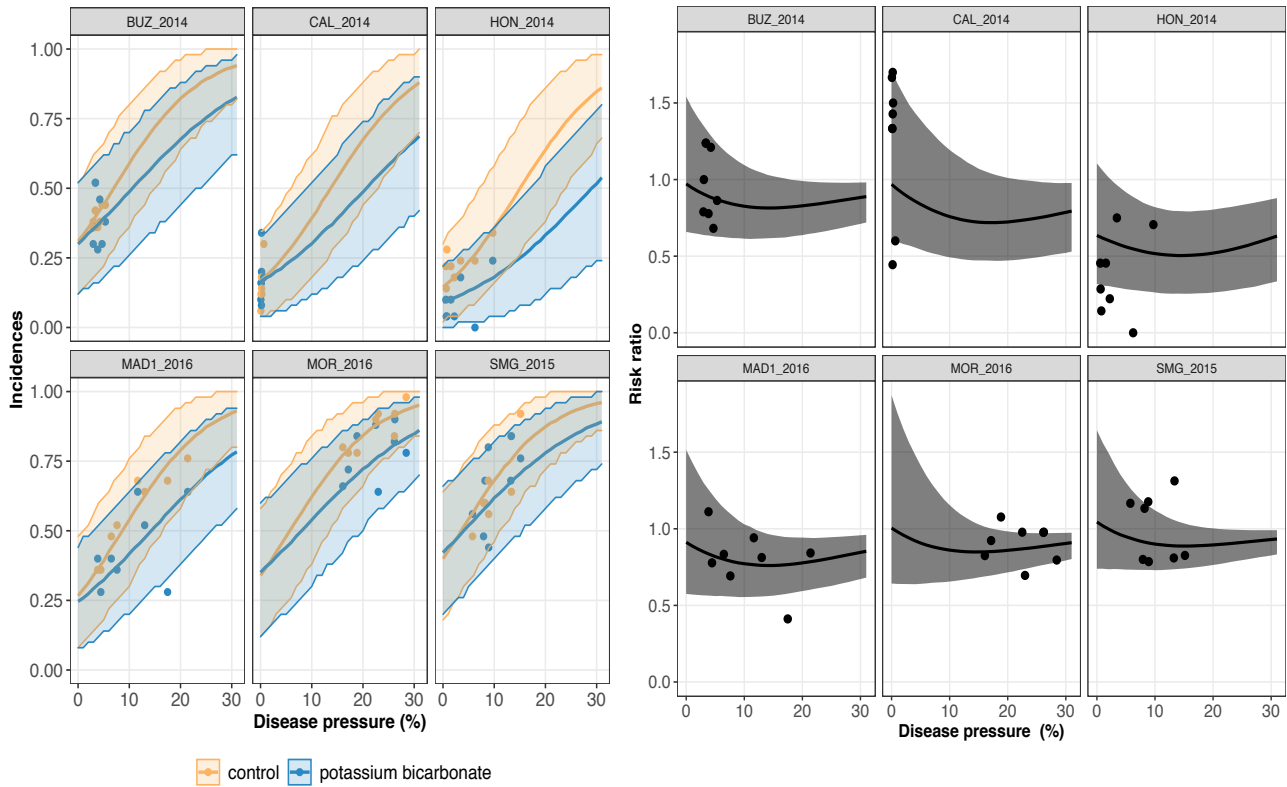 BUZ_2014 CAL_2014 HON_2014
1.00
0.75
0.50
0.25
0.00
MAD1_2016 MOR_2016 SMG_2015
1.00
0.75
0.50
0.25
0.00
0 10 20 30 0 10 20 30 0 10 20 30
Incidences
Disease pressure (%)
control potassium bicarbonate
BUZ_2014 CAL_2014 HON_2014
1.5
1.0
0.5
0.0
MAD1_2016 MOR_2016 SMG_2015
1.5
1.0
0.5
0.0
0 10 20 30 0 10 20 30 0 10 20 30
Risk ratio
Disease pressure (%)